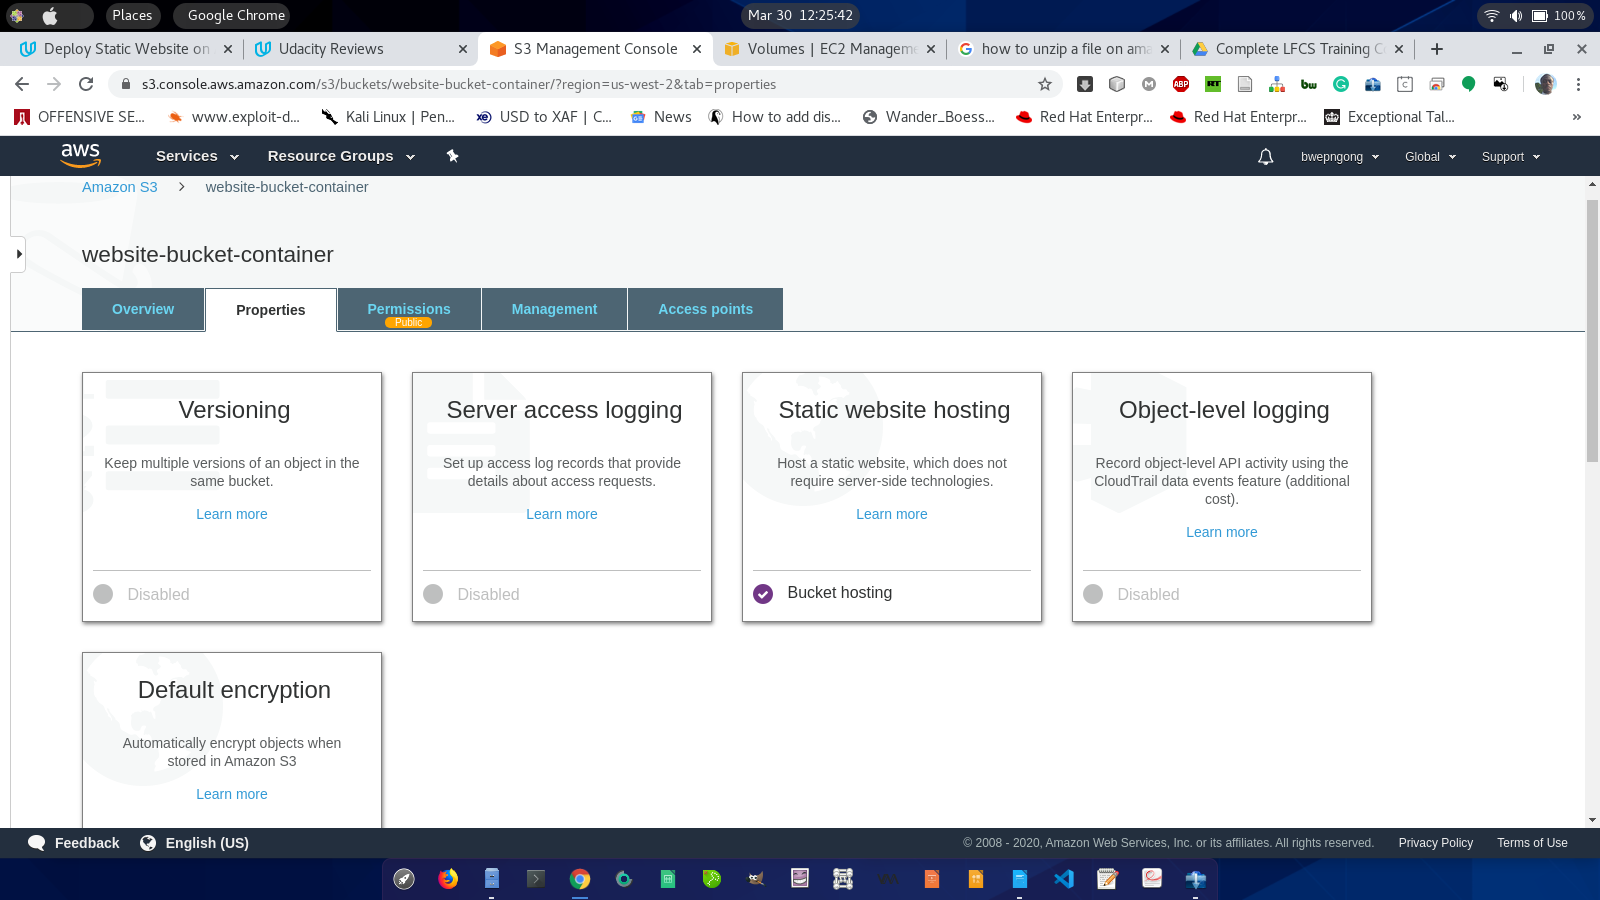 Places
Google Chrome
Mar 30 12:25:42
100%
Deploy Static Website on
Udacity Reviews
S3 Management Console
Volumes | EC2 Manageme
how to unzip a file on ama
Complete LFCS Training C
s3.console.aws.amazon.com/s3/buckets/website-bucket-container/?region=us-west-2&tab=properties
OFFENSIVE SE...
www.exploit-d...
Kali Linux | Pen...
USD to XAF | C...
News
How to add dis...
Wander_Boess...
Red Hat Enterpr...
Red Hat Enterpr...
Exceptional Tal...
aws
Services
Resource Groups
bwepngong
Global
Support
Amazon S3
website-bucket-container
website-bucket-container
Overview
Properties
Permissions
Public
Management
Access points
Versioning
Keep multiple versions of an object in the
same bucket.
Learn more
Disabled
Server access logging
Set up access log records that provide
details about access requests.
Learn more
Disabled
Static website hosting
Host a static website, which does not
require server-side technologies.
Learn more
Bucket hosting
Object-level logging
Record object-level API activity using the
CloudTrail data events feature (additional
cost).
Learn more
Disabled
Default encryption
Automatically encrypt objects when
stored in Amazon S3
Learn more
Feedback
English (US)
© 2008 - 2020, Amazon Web Services, Inc. or its affiliates. All rights reserved.
Privacy Policy
Terms of Use